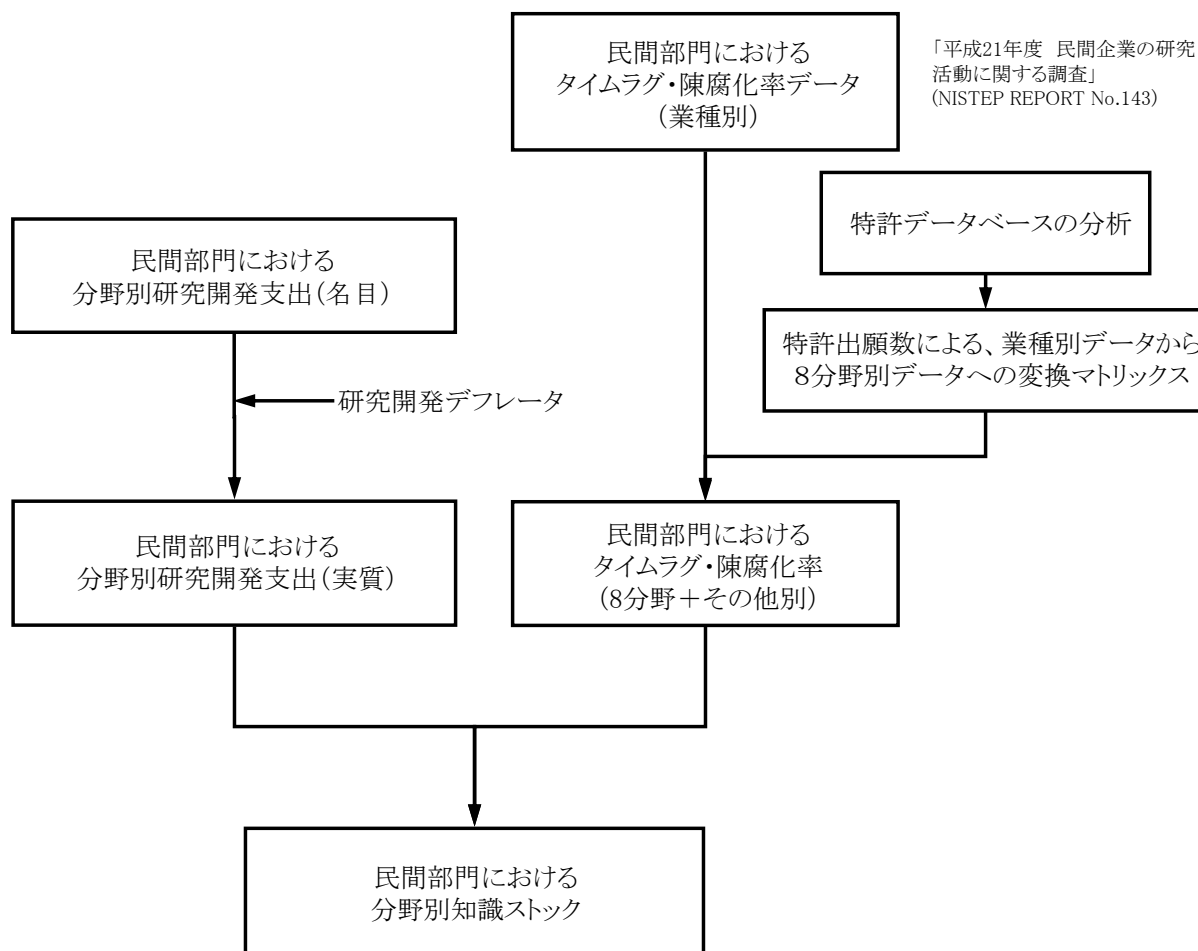 民間部門における
タイムラグ・陳腐化率データ
(業種別)
「平成21年度 民間企業の研究
活動に関する調査」
(NISTEP REPORT No.143)
特許データベースの分析
民間部門における
分野別研究開発支出(名目)
特許出願数による、業種別データから
8分野別データへの変換マトリックス
研究開発デフレータ
民間部門における
分野別研究開発支出(実質)
民間部門における
タイムラグ・陳腐化率
(8分野+その他別)
民間部門における
分野別知識ストック